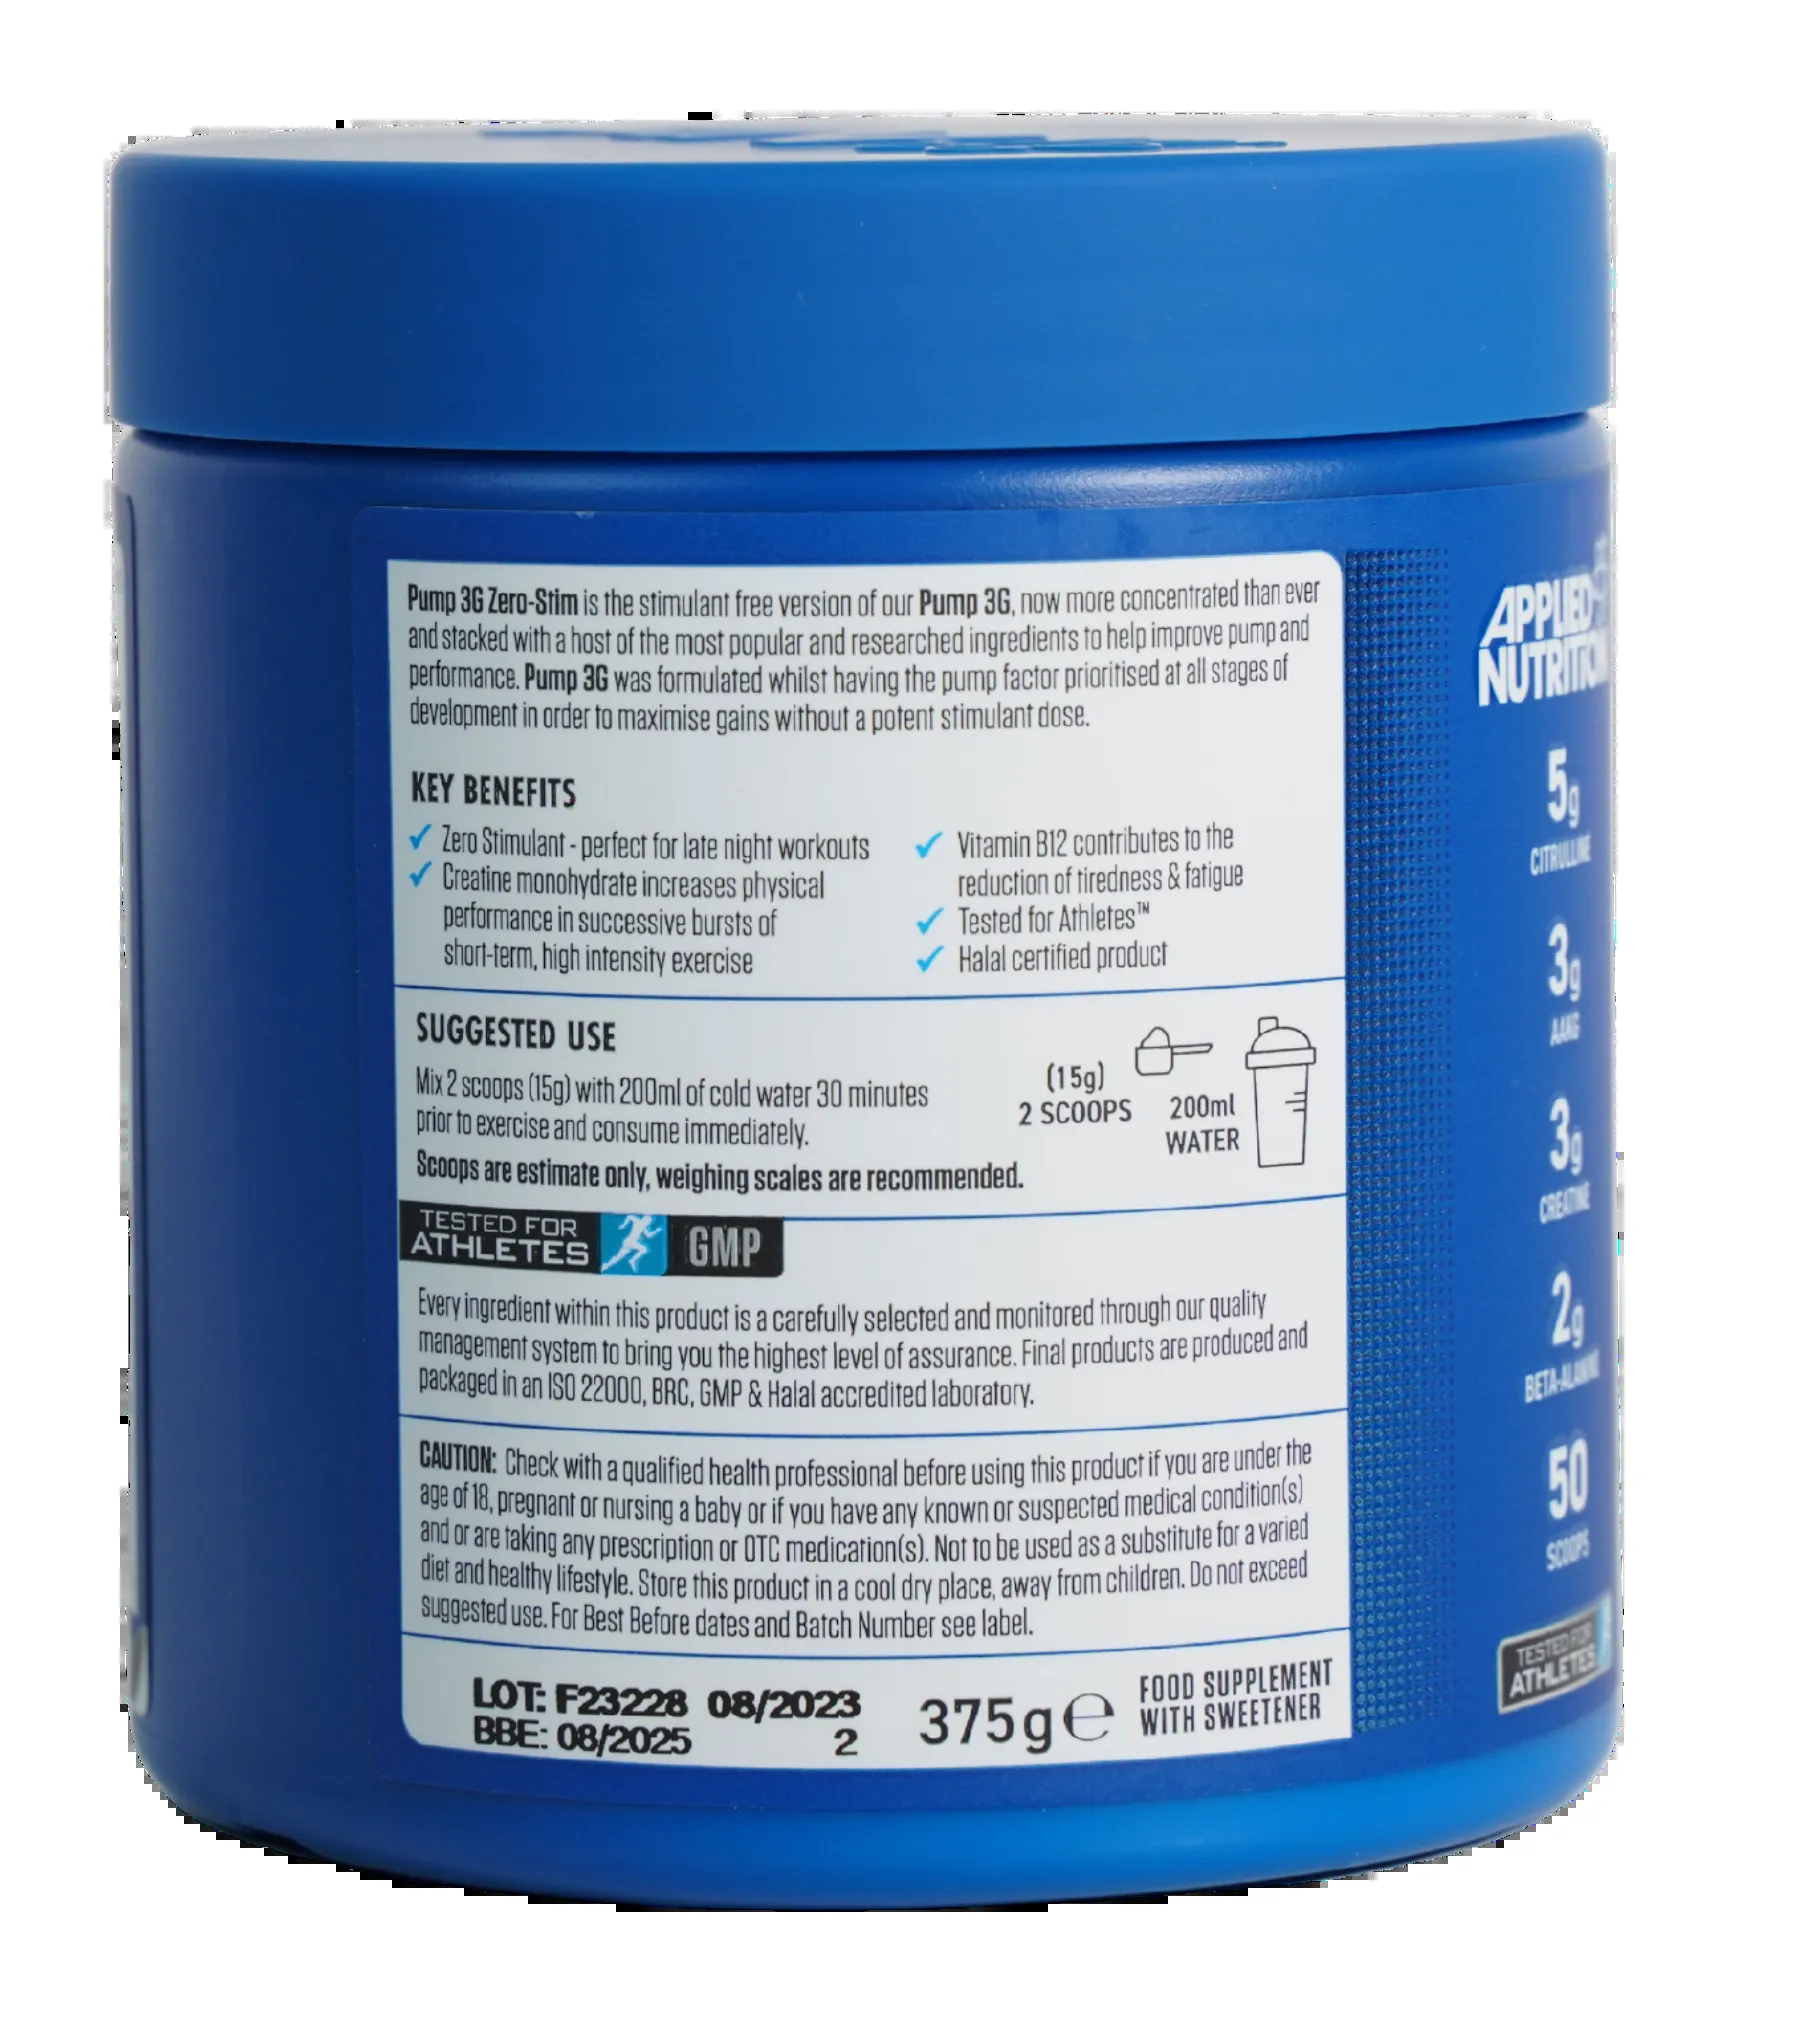 Pump 3G Zero-Stim is the stimulant free version of our Pump 3G, now more concentrated than ever
and stacked with a host of the most popular and researched ingredients to help improve pump and
performance. Pump 3G was formulated whilst having the pump factor prioritised at all stages of
development in order to maximise gains without a potent stimulant dose.
KEY BENEFITS
✓ Zero Stimulant - perfect for late night workouts
✓ Creatine monohydrate increases physical
performance in successive bursts of
short-term, high intensity exercise
✓ Vitamin B12 contributes to the
reduction of tiredness & fatigue
✓ Tested for Athletes™
✓ Halal certified product
SUGGESTED USE
Mix 2 scoops (15g) with 200ml of cold water 30 minutes
prior to exercise and consume immediately.
Scoops are estimate only, weighing scales are recommended.
(15g)
2 SCOOPS
200ml
WATER
TESTED FOR
ATHLETES
GMP
Every ingredient within this product is a carefully selected and monitored through our quality
management system to bring you the highest level of assurance. Final products are produced and
packaged in an ISO 22000, BRC, GMP & Halal accredited laboratory.
CAUTION: Check with a qualified health professional before using this product if you are under the
age of 18, pregnant or nursing a baby or if you have any known or suspected medical condition(s)
and or are taking any prescription or OTC medication(s). Not to be used as a substitute for a varied
diet and healthy lifestyle. Store this product in a cool dry place, away from children. Do not exceed
suggested use. For Best Before dates and Batch Number see label.
LOT: F23228 08/2023
BBE: 08/2025 2
375g℮
FOOD SUPPLEMENT
WITH SWEETENER
APPLIED
NUTRITION
5g
CITRULLINE
3g
AAKG
3g
CREATINE
2g
BETA-ALANINE
50
SCOOPS
TESTED FOR
ATHLETES